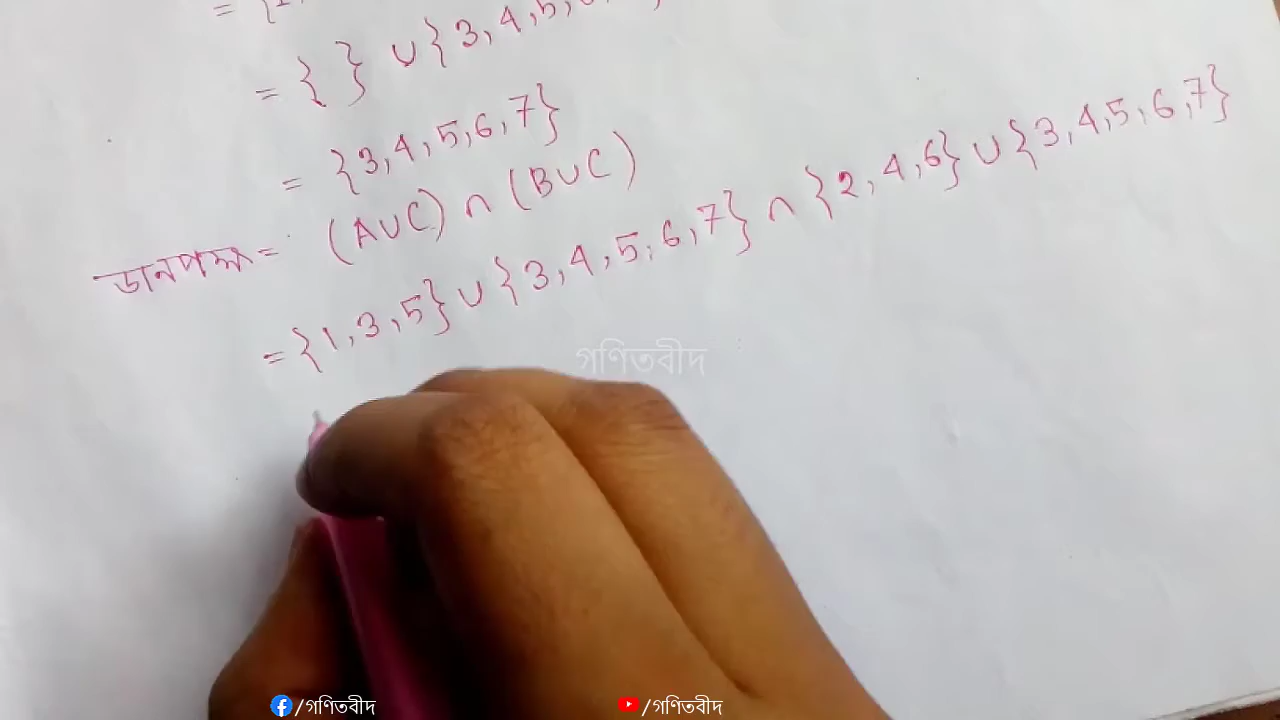 = { } ∪ {3, 4, 5,
= {3, 4, 5, 6, 7}
ডানপক্ষ = (A∪C) ∩ (B∪C)
= {1, 3, 5} ∪ {3, 4, 5, 6, 7} ∩ {2, 4, 6} ∪ {3, 4, 5, 6, 7}
গণিতবীদ
/গণিতবীদ
/গণিতবীদ